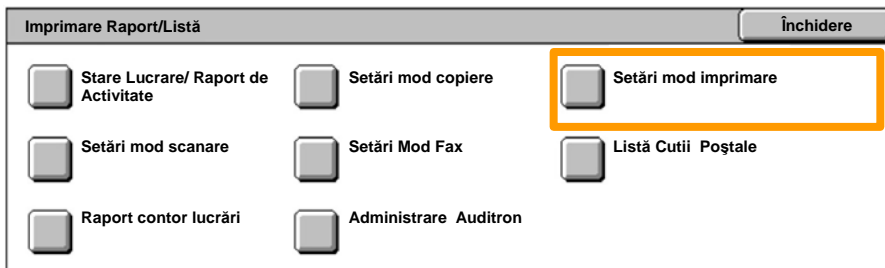 Imprimare Raport/Listă
Închidere
Stare Lucrare/ Raport de
Activitate
Setări mod copiere
Setări mod imprimare
Setări mod scanare
Setări Mod Fax
Listă Cutii Poştale
Raport contor lucrări
Administrare Auditron